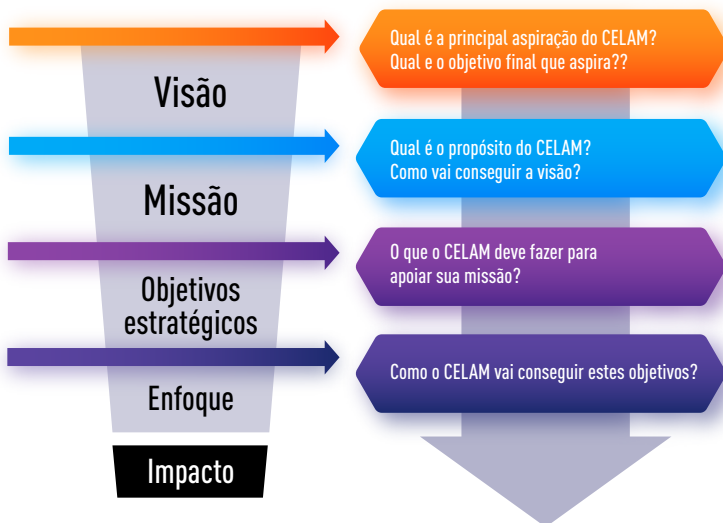 Qual é a principal aspiração do CELAM?
Qual e o objetivo final que aspira??
Visão
Qual é o propósito do CELAM?
Como vai conseguir a visão?
Missão
O que o CELAM deve fazer para
apoiar sua missão?
Objetivos
estratégicos
Como o CELAM vai conseguir estes objetivos?
Enfoque
Impacto